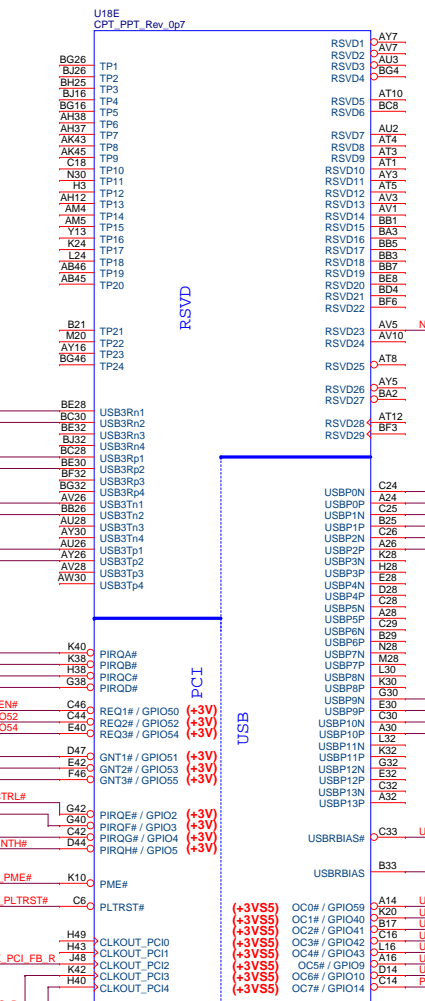 U18E
CPT_PPT_Rev_0p7
BG26 TP1
BJ26 TP2
BH25 TP3
BJ16 TP4
BG16 TP5
AH38 TP6
AH37 TP7
AK43 TP8
AK45 TP9
C18 TP10
N30 TP11
H3 TP12
AH12 TP13
AM4 TP14
AM5 TP15
Y13 TP16
K24 TP17
L24 TP18
AB46 TP19
AB45 TP20
B21 TP21
M20 TP22
AY16 TP23
BG46 TP24
BE28 USB3Rn1
BC30 USB3Rn2
BE32 USB3Rn3
BJ32 USB3Rn4
BC28 USB3Rp1
BE30 USB3Rp2
BF32 USB3Rp3
BG32 USB3Rp4
AV26 USB3Tn1
BB26 USB3Tn2
AU28 USB3Tn3
AY30 USB3Tn4
AU26 USB3Tp1
AY26 USB3Tp2
AV28 USB3Tp3
AW30 USB3Tp4
RSVD
RSVD1 AY7
RSVD2 AV7
RSVD3 AU3
RSVD4 BG4
RSVD5 AT10
RSVD6 BC8
RSVD7 AU2
RSVD8 AT4
RSVD9 AT3
RSVD10 AT1
RSVD11 AY3
RSVD12 AT5
RSVD13 AV3
RSVD14 AV1
RSVD15 BB1
RSVD16 BA3
RSVD17 BB5
RSVD18 BB3
RSVD19 BB7
RSVD20 BE8
RSVD21 BD4
RSVD22 BF6
RSVD23 AV5 N
RSVD24 AV10
RSVD25 AT8
RSVD26 AY5
RSVD27 BA2
RSVD28 AT12
RSVD29 BF3
K40 PIRQA#
K38 PIRQB#
H38 PIRQC#
G38 PIRQD#
EN# C46 REQ1# / GPIO50 (+3V)
IO52 C44 REQ2# / GPIO52 (+3V)
IO54 E40 REQ3# / GPIO54 (+3V)
D47 GNT1# / GPIO51 (+3V)
E42 GNT2# / GPIO53 (+3V)
F46 GNT3# / GPIO55 (+3V)
CTRL# G42 PIRQE# / GPIO2 (+3V)
G40 PIRQF# / GPIO3 (+3V)
C42 PIRQG# / GPIO4 (+3V)
NTH# D44 PIRQH# / GPIO5 (+3V)
_PME# K10 PME#
_PLTRST# C6 PLTRST#
H49 CLKOUT_PCI0
H43 CLKOUT_PCI1
PCI_FB_R J48 CLKOUT_PCI2
K42 CLKOUT_PCI3
H40 CLKOUT_PCI4
PCI
USB
USBP0N C24
USBP0P A24
USBP1N C25
USBP1P B25
USBP2N C26
USBP2P A26
USBP3N K28
USBP3P H28
USBP4N E28
USBP4P D28
USBP5N C28
USBP5P A28
USBP6N C29
USBP6P B29
USBP7N N28
USBP7P M28
USBP8N L30
USBP8P K30
USBP9N G30
USBP9P E30
USBP10N C30
USBP10P A30
USBP11N L32
USBP11P K32
USBP12N G32
USBP12P E32
USBP13N C32
USBP13P A32
USBRBIAS# C33 U
USBRBIAS B33
(+3VS5) OC0# / GPIO59 A14 U
(+3VS5) OC1# / GPIO40 K20 U
(+3VS5) OC2# / GPIO41 B17 U
(+3VS5) OC3# / GPIO42 C16 U
(+3VS5) OC4# / GPIO43 L16 U
(+3VS5) OC5# / GPIO9 A16 U
(+3VS5) OC6# / GPIO10 D14 U
(+3VS5) OC7# / GPIO14 C14 P